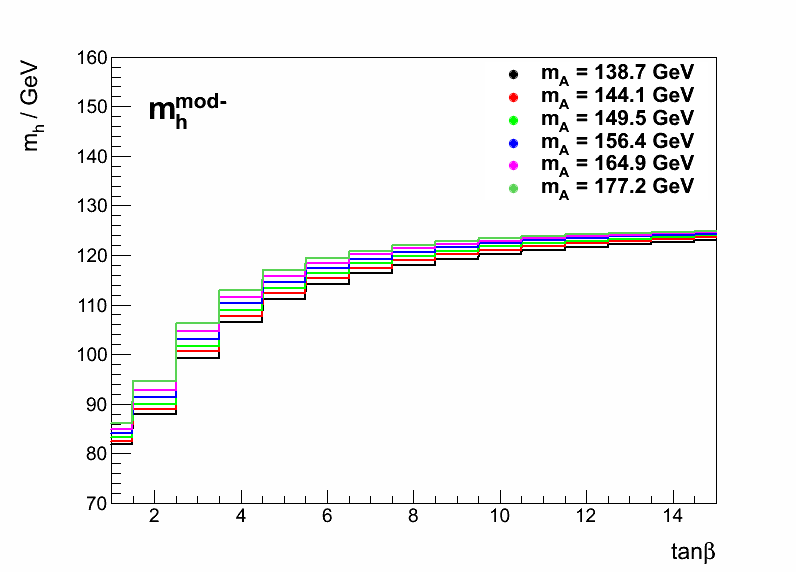 160
150
140
130
120
110
100
90
80
70
m_h / GeV
m_h^mod-
m_A = 138.7 GeV
m_A = 144.1 GeV
m_A = 149.5 GeV
m_A = 156.4 GeV
m_A = 164.9 GeV
m_A = 177.2 GeV
2 4 6 8 10 12 14
tanβ